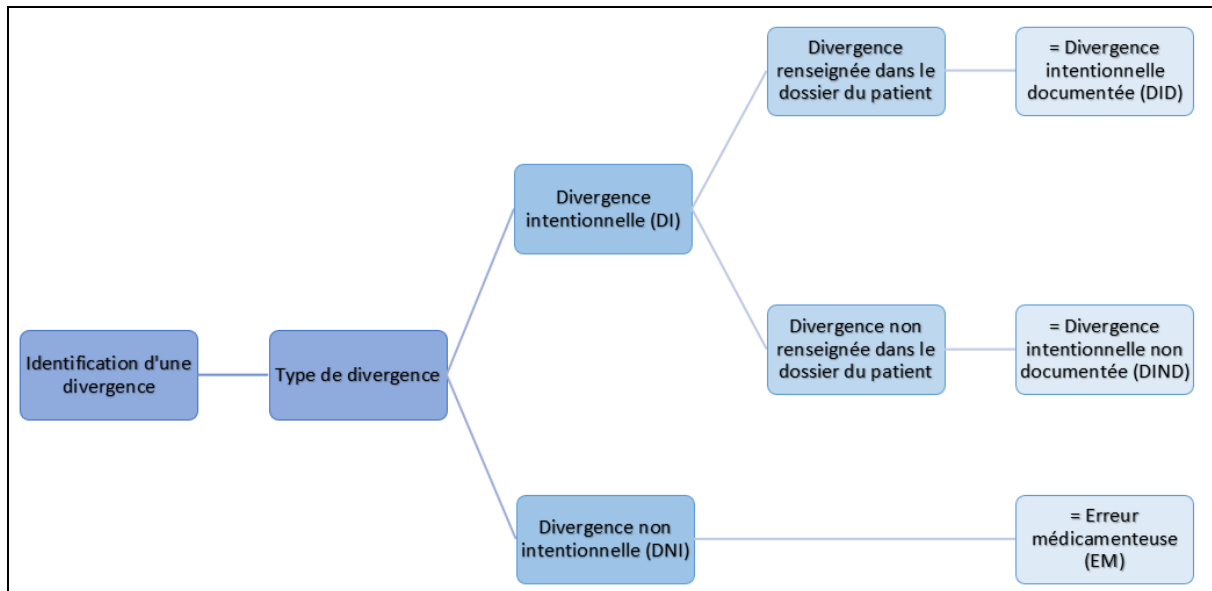 Divergence
renseignée dans le
dossier du patient
= Divergence
intentionnelle
documentée (DID)
Divergence
intentionnelle (DI)
Divergence non
renseignée dans le
dossier du patient
= Divergence
intentionnelle non
documentée (DIND)
Identification d'une
divergence
Type de divergence
Divergence non
intentionnelle (DNI)
= Erreur
médicamenteuse
(EM)